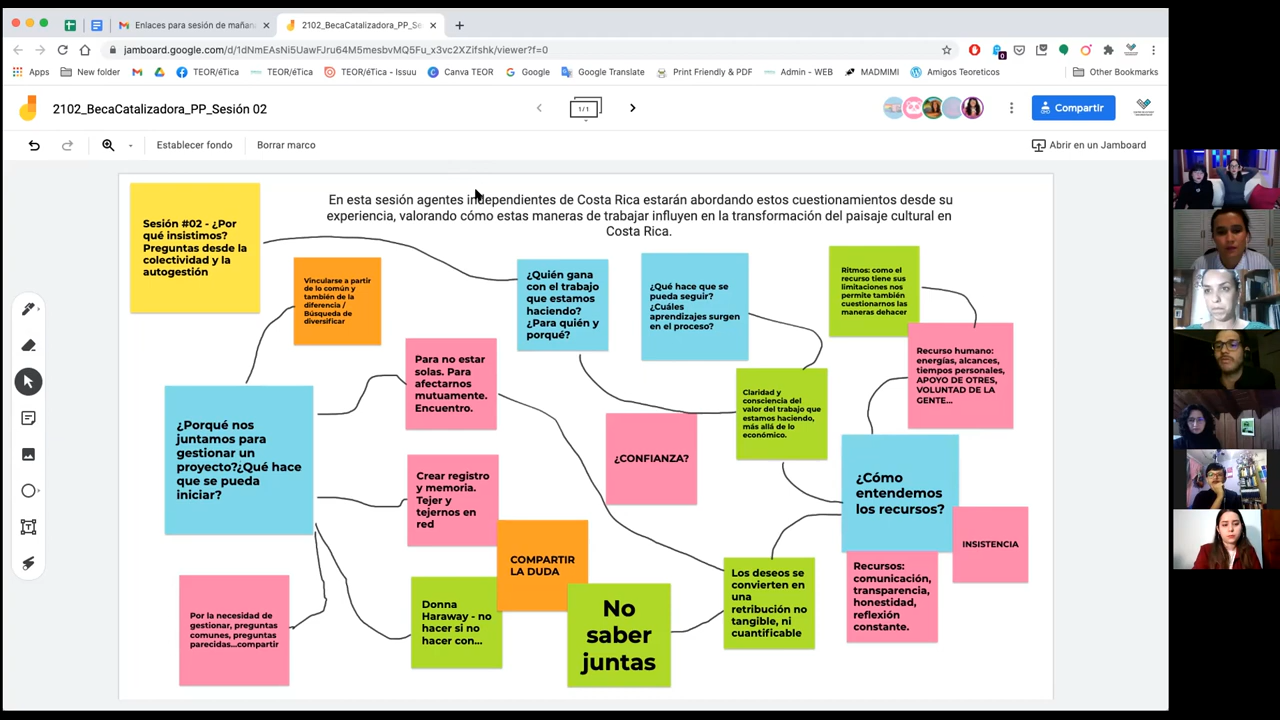 Enlaces para sesión de mañan
2102_BecaCatalizadora_PP_Se
jamboard.google.com/d/1dNmEAsNi5UawFJru64M5mesbvMQ5Fu_x3vc2XZifshk/viewer?f=0
Apps
New folder
TEOR/éTica
TEOR/éTica
TEOR/éTica - Issuu
Canva TEOR
Google
Google Translate
Print Friendly & PDF
Admin - WEB
MADMIMI
Amigos Teoreticos
Other Bookmarks
2102_BecaCatalizadora_PP_Sesión 02
1/1
Compartir
Establecer fondo
Borrar marco
Abrir en un Jamboard
En esta sesión agentes independientes de Costa Rica estarán abordando estos cuestionamientos desde su
experiencia, valorando cómo estas maneras de trabajar influyen en la transformación del paisaje cultural en
Costa Rica.
Sesión #02 - ¿Por
qué insistimos?
Preguntas desde la
colectividad y la
autogestión
Vincularse a partir
de lo común y
también de la
diferencia /
Búsqueda de
diversificar
¿Quién gana
con el trabajo
que estamos
haciendo?
¿Para quién y
porqué?
¿Qué hace que se
pueda seguir?
¿Cuáles
aprendizajes surgen
en el proceso?
Ritmos: como el
recurso tiene sus
limitaciones nos
permite también
cuestionarnos las
maneras dehacer
Recurso humano:
energías, alcances,
tiempos personales,
APOYO DE OTRES,
VOLUNTAD DE LA
GENTE...
Para no estar
solas. Para
afectarnos
mutuamente.
Encuentro.
Claridad y
consciencia del
valor del trabajo que
estamos haciendo,
más allá de lo
económico.
¿Porqué nos
juntamos para
gestionar un
proyecto?¿Qué hace
que se pueda
iniciar?
¿CONFIANZA?
Crear registro
y memoria.
Tejer y
tejernos en
red
¿Cómo
entendemos
los recursos?
INSISTENCIA
COMPARTIR
LA DUDA
Recursos:
comunicación,
transparencia,
honestidad,
reflexión
constante.
Los deseos se
convierten en
una
retribución no
tangible, ni
cuantificable
No
saber
juntas
Donna
Haraway - no
hacer si no
hacer con...
Por la necesidad de
gestionar, preguntas
comunes, preguntas
parecidas...compartir